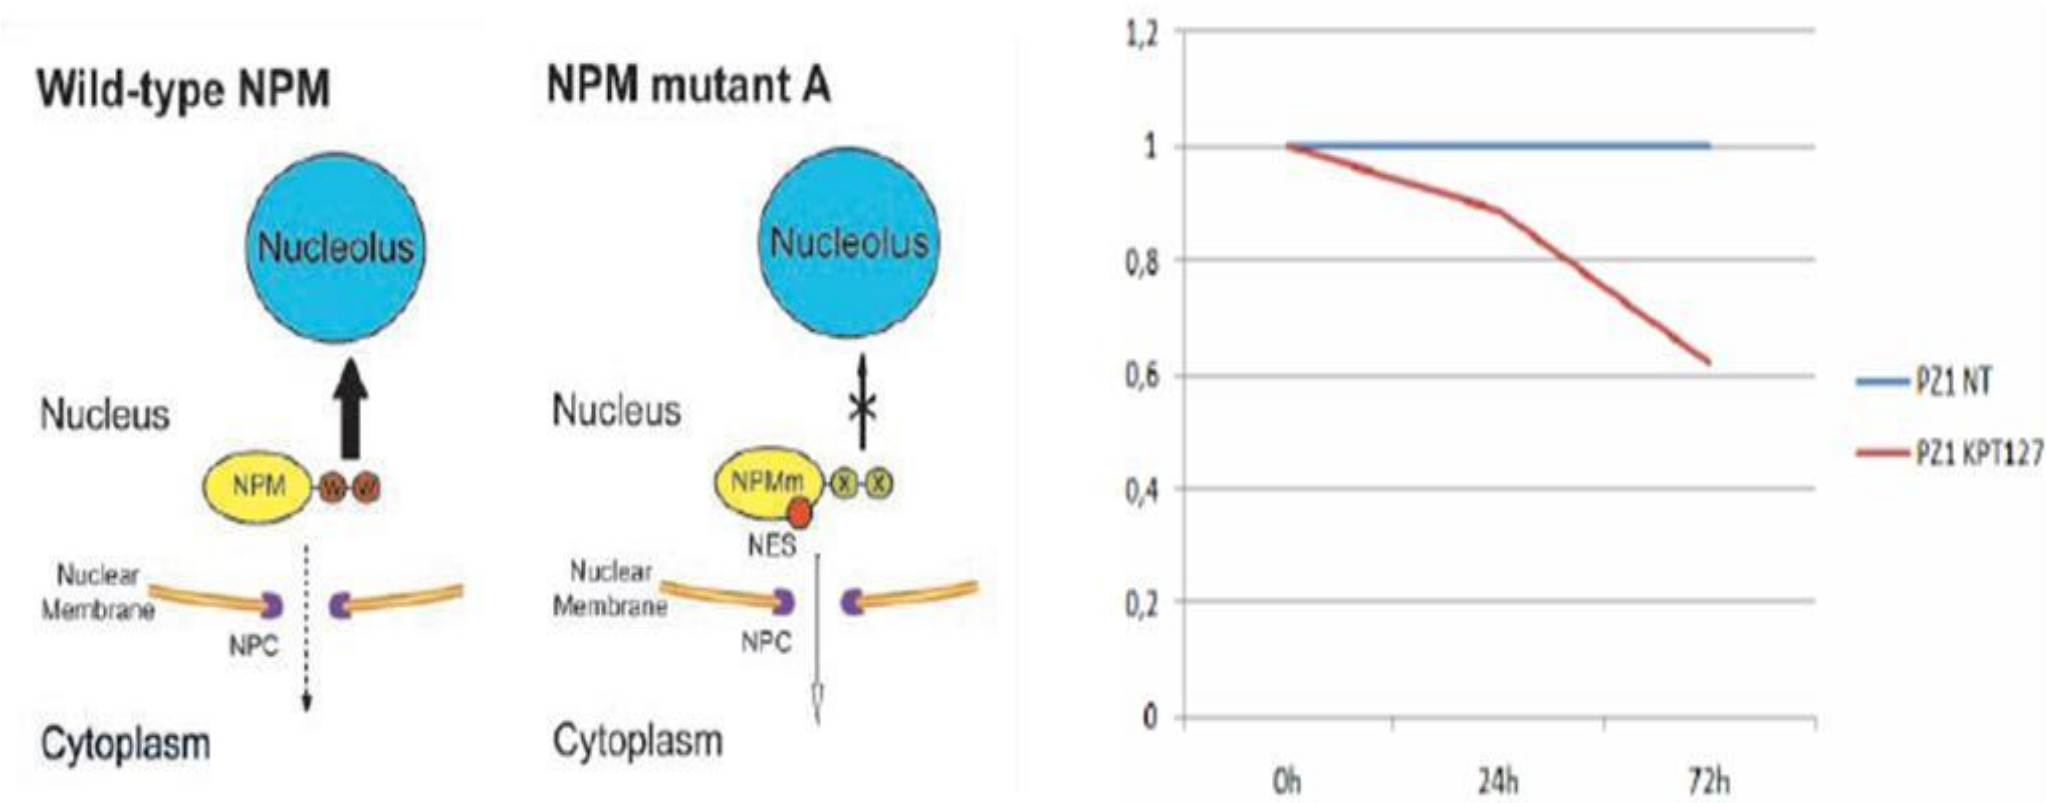 Wild-type NPM
Nucleolus
Nucleus
NPM
W
W
Nuclear
Membrane
NPC
Cytoplasm
NPM mutant A
Nucleolus
Nucleus
NPMm
X
X
NES
Nuclear
Membrane
NPC
Cytoplasm
1,2
1
0,8
0,6
0,4
0,2
0
0h 24h 72h
PZ1 NT
PZ1 KPT127